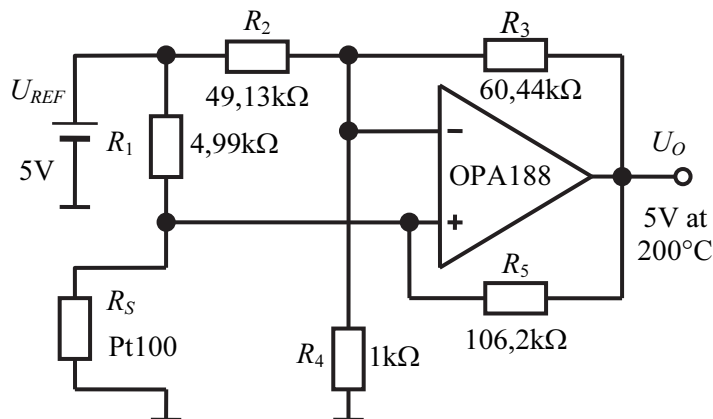 R2
R3
UREF
49,13kΩ
60,44kΩ
R1
4,99kΩ
−
OPA188
UO
5V
+
5V at
200°C
RS
R5
Pt100
R4
1kΩ
106,2kΩ